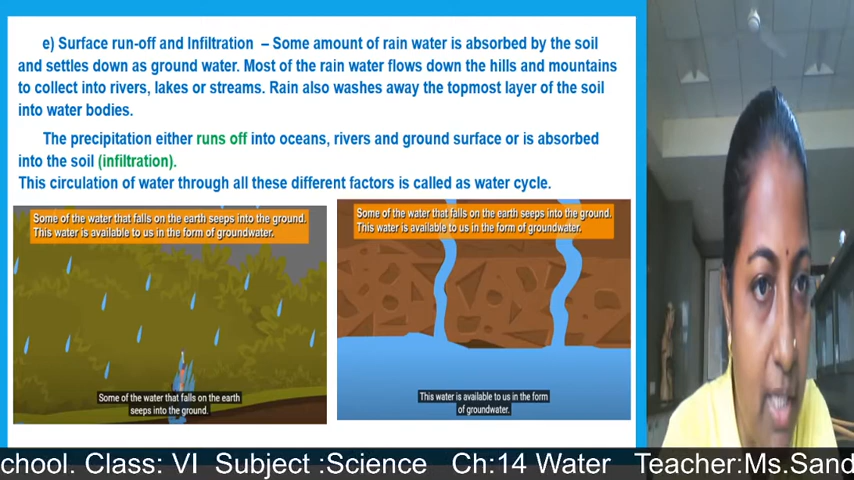 e) Surface run-off and Infiltration – Some amount of rain water is absorbed by the soil
and settles down as ground water. Most of the rain water flows down the hills and mountains
to collect into rivers, lakes or streams. Rain also washes away the topmost layer of the soil
into water bodies.
The precipitation either runs off into oceans, rivers and ground surface or is absorbed
into the soil (infiltration).
This circulation of water through all these different factors is called as water cycle.
Some of the water that falls on the earth seeps into the ground.
This water is available to us in the form of groundwater.
Some of the water that falls on the earth
seeps into the ground.
Some of the water that falls on the earth seeps into the ground.
This water is available to us in the form of groundwater.
This water is available to us in the form
of groundwater.
chool. Class: VI Subject :Science Ch:14 Water Teacher:Ms.Sand